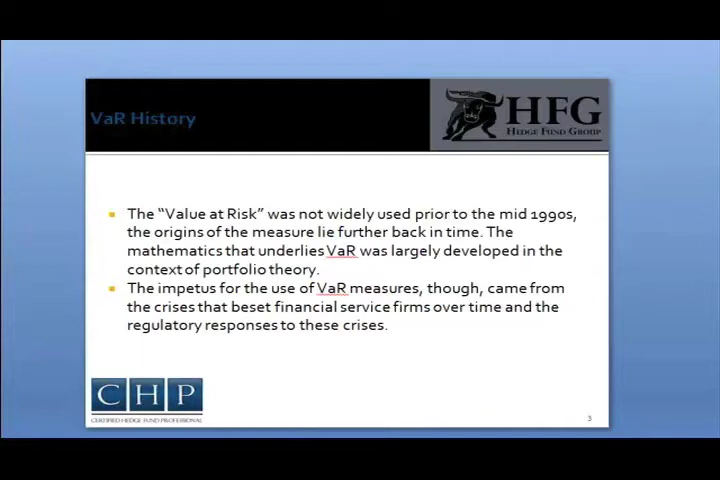 VaR History
HFG
HEDGE FUND GROUP
The “Value at Risk” was not widely used prior to the mid 1990s,
the origins of the measure lie further back in time. The
mathematics that underlies VaR was largely developed in the
context of portfolio theory.
The impetus for the use of VaR measures, though, came from
the crises that beset financial service firms over time and the
regulatory responses to these crises.
CHP
CERTIFIED HEDGE FUND PROFESSIONAL
3